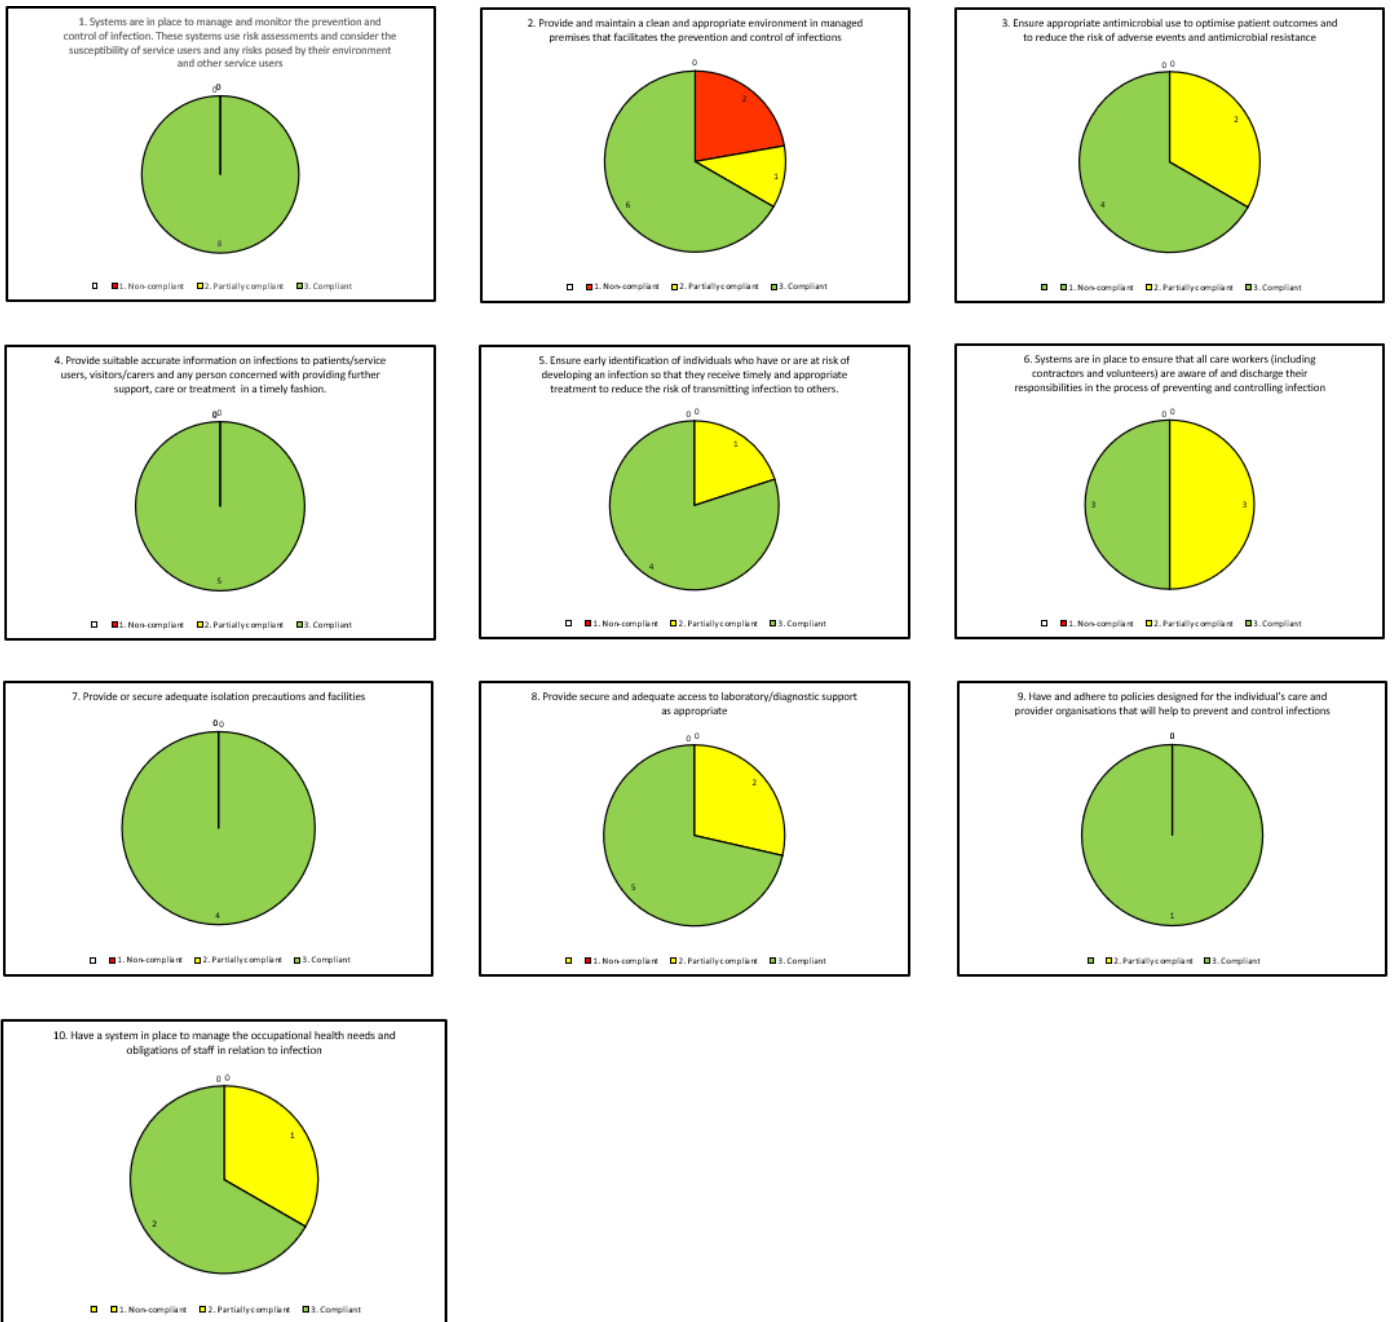 1. Systems are in place to manage and monitor the prevention and
control of infection. These systems use risk assessments and consider the
susceptibility of service users and any risks posed by their environment
and other service users
0
0
8
1. Non-compliant 2. Partially compliant 3. Compliant
2. Provide and maintain a clean and appropriate environment in managed
premises that facilitates the prevention and control of infections
0
2
1
6
1. Non-compliant 2. Partially compliant 3. Compliant
3. Ensure appropriate antimicrobial use to optimise patient outcomes and
to reduce the risk of adverse events and antimicrobial resistance
0 0
2
4
1. Non-compliant 2. Partially compliant 3. Compliant
4. Provide suitable accurate information on infections to patients/service
users, visitors/carers and any person concerned with providing further
support, care or treatment in a timely fashion.
0 0
5
1. Non-compliant 2. Partially compliant 3. Compliant
5. Ensure early identification of individuals who have or are at risk of
developing an infection so that they receive timely and appropriate
treatment to reduce the risk of transmitting infection to others.
0 0
1
4
1. Non-compliant 2. Partially compliant 3. Compliant
6. Systems are in place to ensure that all care workers (including
contractors and volunteers) are aware of and discharge their
responsibilities in the process of preventing and controlling infection
0 0
3
3
1. Non-compliant 2. Partially compliant 3. Compliant
7. Provide or secure adequate isolation precautions and facilities
0 0
4
1. Non-compliant 2. Partially compliant 3. Compliant
8. Provide secure and adequate access to laboratory/diagnostic support
as appropriate
0 0
2
5
1. Non-compliant 2. Partially compliant 3. Compliant
9. Have and adhere to policies designed for the individual's care and
provider organisations that will help to prevent and control infections
0
1
2. Partially compliant 3. Compliant
10. Have a system in place to manage the occupational health needs and
obligations of staff in relation to infection
0 0
1
2
1. Non-compliant 2. Partially compliant 3. Compliant